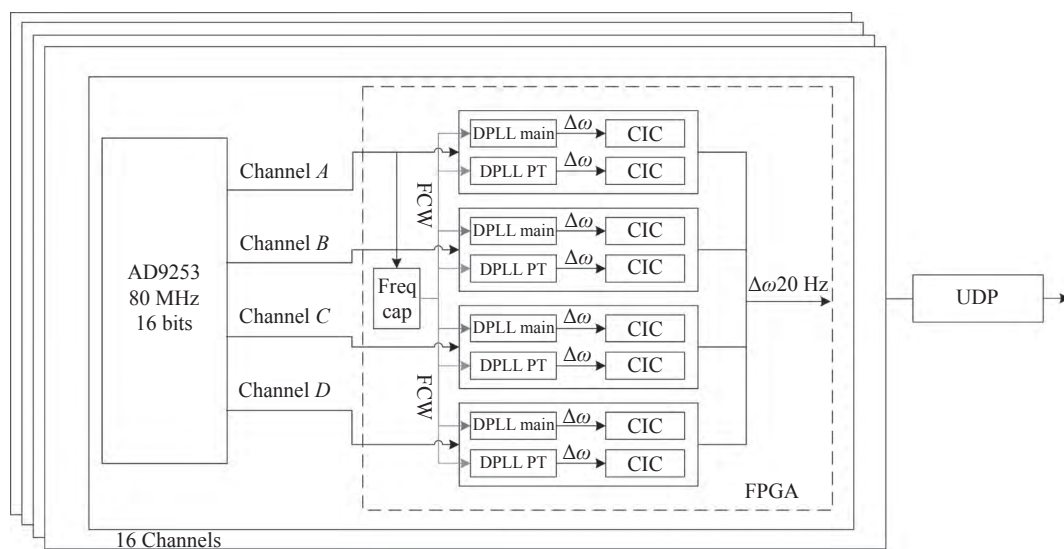 AD9253
80 MHz
16 bits
Channel A
Channel B
Channel C
Channel D
Freq
cap
FCW
FCW
DPLL main
Δω
CIC
DPLL PT
Δω
CIC
DPLL main
Δω
CIC
DPLL PT
Δω
CIC
DPLL main
Δω
CIC
DPLL PT
Δω
CIC
DPLL main
Δω
CIC
DPLL PT
Δω
CIC
Δω20 Hz
FPGA
16 Channels
UDP